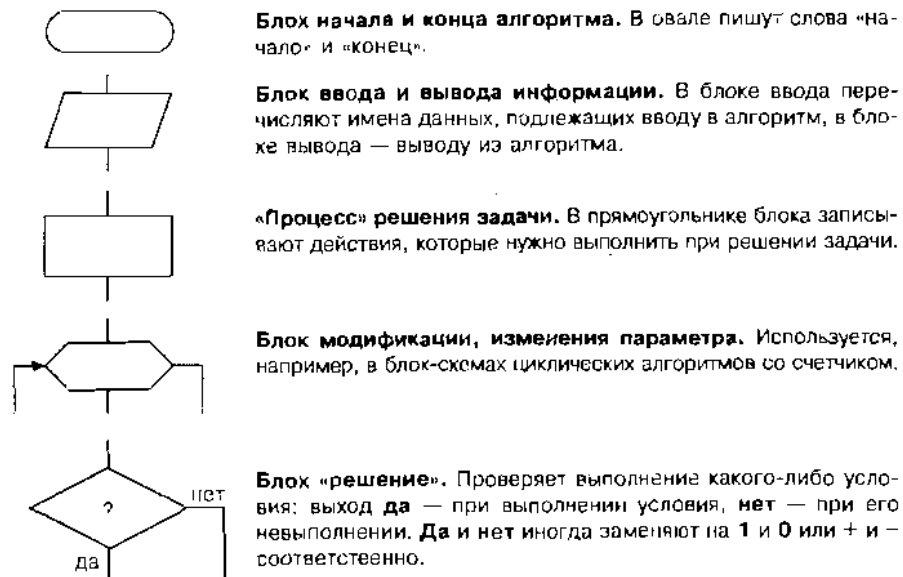 Блок начала и конца алгоритма. В овале пишут слова «на-
чало» и «конец».
Блок ввода и вывода информации. В блоке ввода пере-
числяют имена данных, подлежащих вводу в алгоритм, в бло-
ке вывода — выводу из алгоритма.
«Процесс» решения задачи. В прямоугольнике блока записы-
вают действия, которые нужно выполнить при решении задачи.
Блок модификации, изменения параметра. Используется,
например, в блок-схемах циклических алгоритмов со счетчиком.
?
нет
да
Блок «решение». Проверяет выполнение какого-либо усло-
вия: выход да — при выполнении условия, нет — при его
невыполнении. Да и нет иногда заменяют на 1 и 0 или + и –
соответственно.